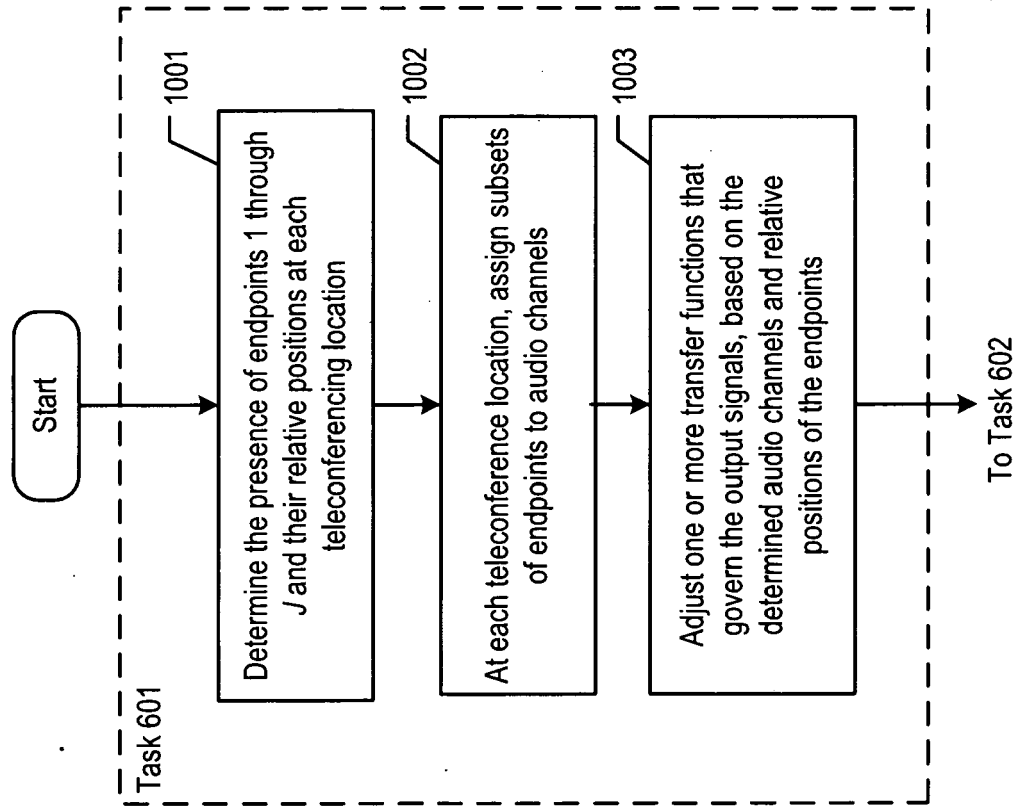 Start
Task 601
1001
Determine the presence of endpoints 1 through
J and their relative positions at each
teleconferencing location
1002
At each teleconference location, assign subsets
of endpoints to audio channels
1003
Adjust one or more transfer functions that
govern the output signals, based on the
determined audio channels and relative
positions of the endpoints
To Task 602